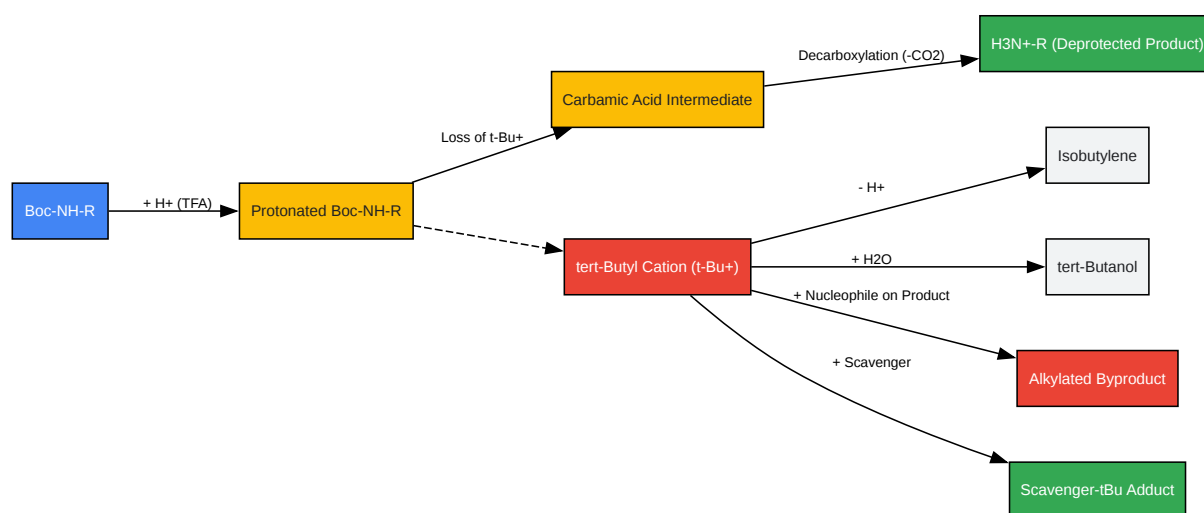 H3N+-R (Deprotected Product)
Decarboxylation (-CO2)
Carbamic Acid Intermediate
Loss of t-Bu+
Isobutylene
- H+
Boc-NH-R
+ H+ (TFA)
Protonated Boc-NH-R
tert-Butyl Cation (t-Bu+)
+ H2O
tert-Butanol
+ Nucleophile on Product
+ Scavenger
Alkylated Byproduct
Scavenger-tBu Adduct